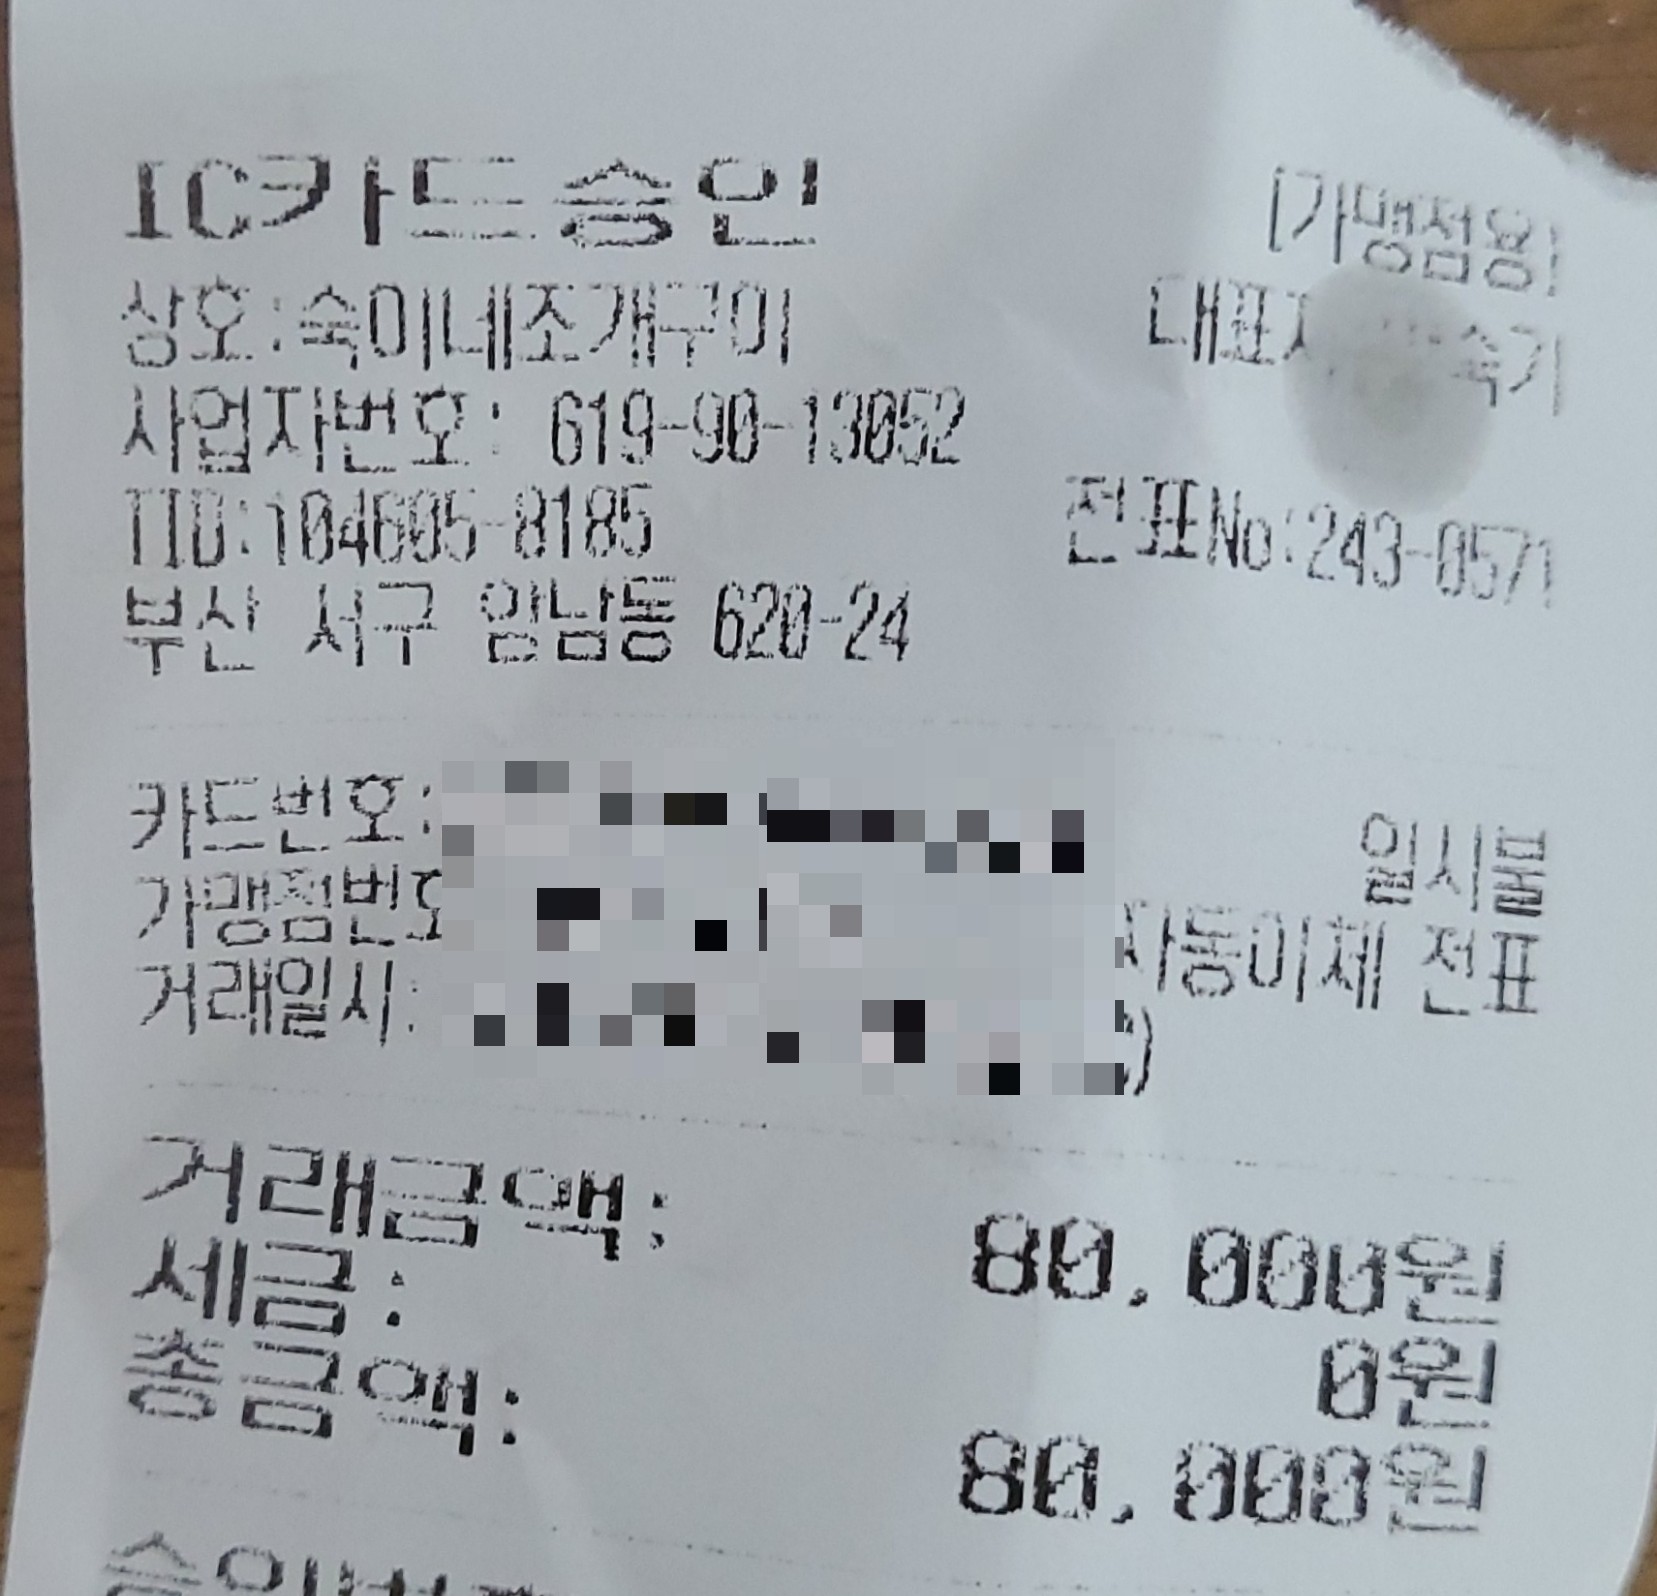 IC카드승인 [가맹점용]
상호:숙이네조개구이 대표자
사업자번호: 619-90-13052
TID:104605-8185 전표No:243-0571
부산 서구 암남동 620-24
카드번호: 일시불
가맹점번호 자동이체 전표
거래일시: )
거래금액: 80,000원
세금: 0원
총금액: 80,000원